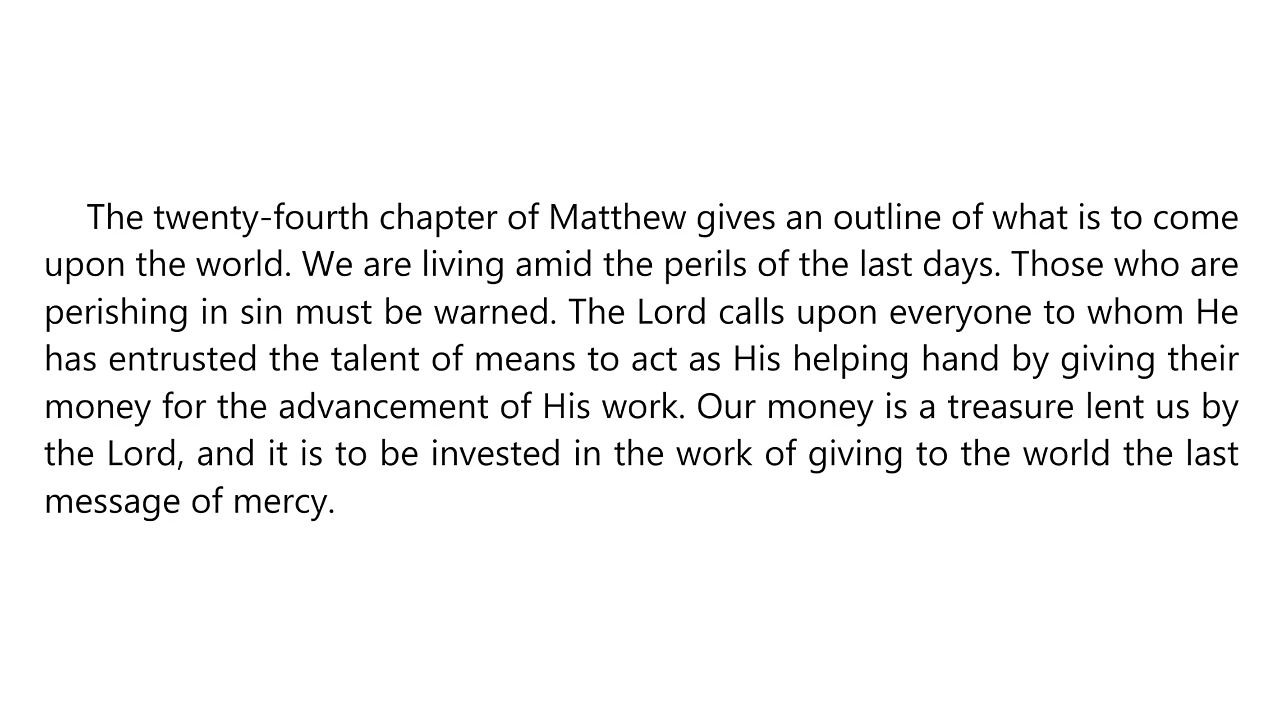 The twenty-fourth chapter of Matthew gives an outline of what is to come
upon the world. We are living amid the perils of the last days. Those who are
perishing in sin must be warned. The Lord calls upon everyone to whom He
has entrusted the talent of means to act as His helping hand by giving their
money for the advancement of His work. Our money is a treasure lent us by
the Lord, and it is to be invested in the work of giving to the world the last
message of mercy.